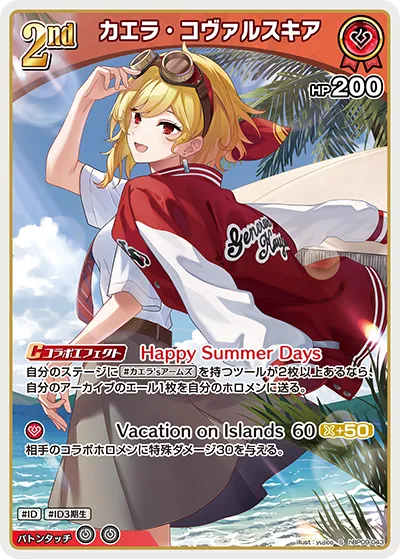 2nd
カエラ・コヴァルスキア
HP200
コラボエフェクト Happy Summer Days
自分のステージに #カエラ'sアームズ を持つツールが2枚以上あるなら、
自分のアーカイブのエール1枚を自分のホロメンに送る。
Vacation on Islands 60 +50
相手のコラボホロメンに特殊ダメージ30を与える。
#ID #ID3期生
バトンタッチ
illust: yujico hBP09-043